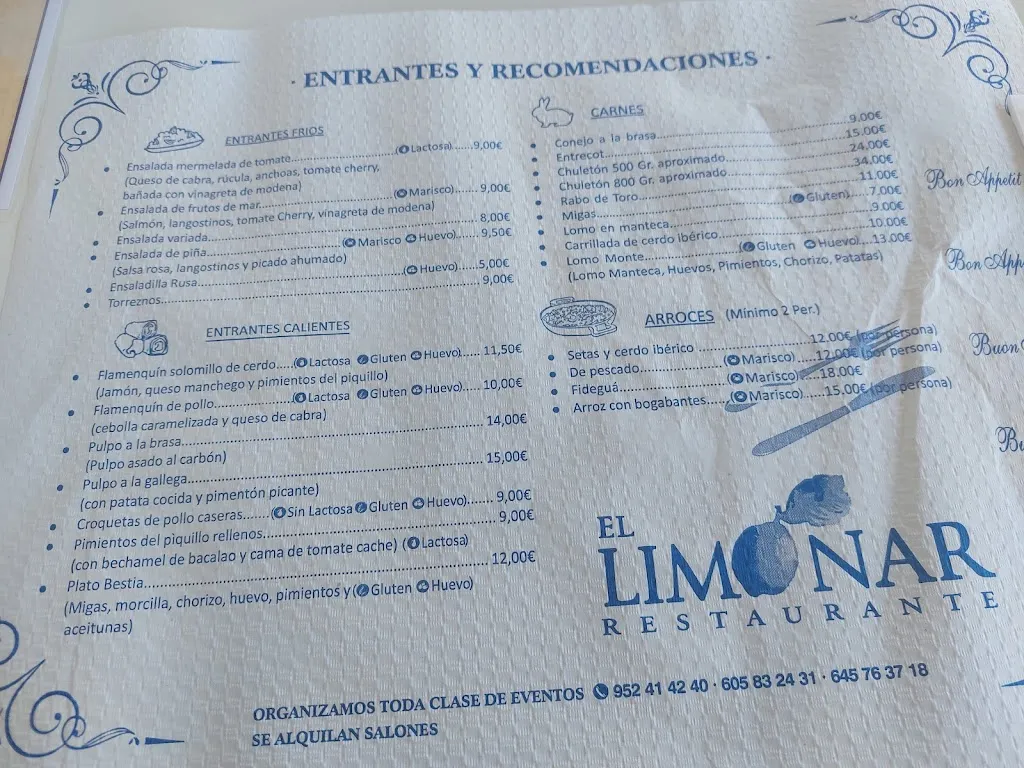 · ENTRANTES Y RECOMENDACIONES ·
ENTRANTES FRIOS
Ensalada mermelada de tomate (Lactosa) 9,00€
(Queso de cabra, rúcula, anchoas, tomate cherry,
bañada con vinagreta de modena)
Ensalada de frutos de mar (Marisco) 9,00€
(Salmón, langostinos, tomate Cherry, vinagreta de modena)
Ensalada variada 8,00€
Ensalada de piña (Marisco Huevo) 9,50€
(Salsa rosa, langostinos y picado ahumado)
Ensaladilla Rusa (Huevo) 5,00€
Torreznos 9,00€
ENTRANTES CALIENTES
Flamenquín solomillo de cerdo (Lactosa Gluten Huevo) 11,50€
(Jamón, queso manchego y pimientos del piquillo)
Flamenquín de pollo (Lactosa Gluten Huevo) 10,00€
(cebolla caramelizada y queso de cabra)
Pulpo a la brasa 14,00€
(Pulpo asado al carbón)
Pulpo a la gallega 15,00€
(con patata cocida y pimentón picante)
Croquetas de pollo caseras (Sin Lactosa Gluten Huevo) 9,00€
Pimientos del piquillo rellenos 9,00€
(con bechamel de bacalao y cama de tomate cache) (Lactosa)
Plato Bestia 12,00€
(Migas, morcilla, chorizo, huevo, pimientos y (Gluten Huevo)
aceitunas)
CARNES
Conejo a la brasa 9.00€
Entrecot 15.00€
Chuletón 500 Gr. aproximado 24.00€
Chuletón 800 Gr. aproximado 34.00€
Rabo de Toro 11.00€
Migas (Gluten) 7.00€
Lomo en manteca 9.00€
Carrillada de cerdo ibérico 10.00€
Lomo Monte (Gluten Huevo) 13.00€
(Lomo Manteca, Huevos, Pimientos, Chorizo, Patatas)
ARROCES (Mínimo 2 Per.)
Setas y cerdo ibérico 12.00€ (por persona)
De pescado (Marisco) 12.00€ (por persona)
Fideguá (Marisco) 18.00€
Arroz con bogabantes (Marisco) 15.00€ (por persona)
Bon Appetit
Bon App
Buon
Bu
EL
LIMONAR
RESTAURANTE
ORGANIZAMOS TODA CLASE DE EVENTOS 952 41 42 40 · 605 83 24 31 · 645 76 37 18
SE ALQUILAN SALONES